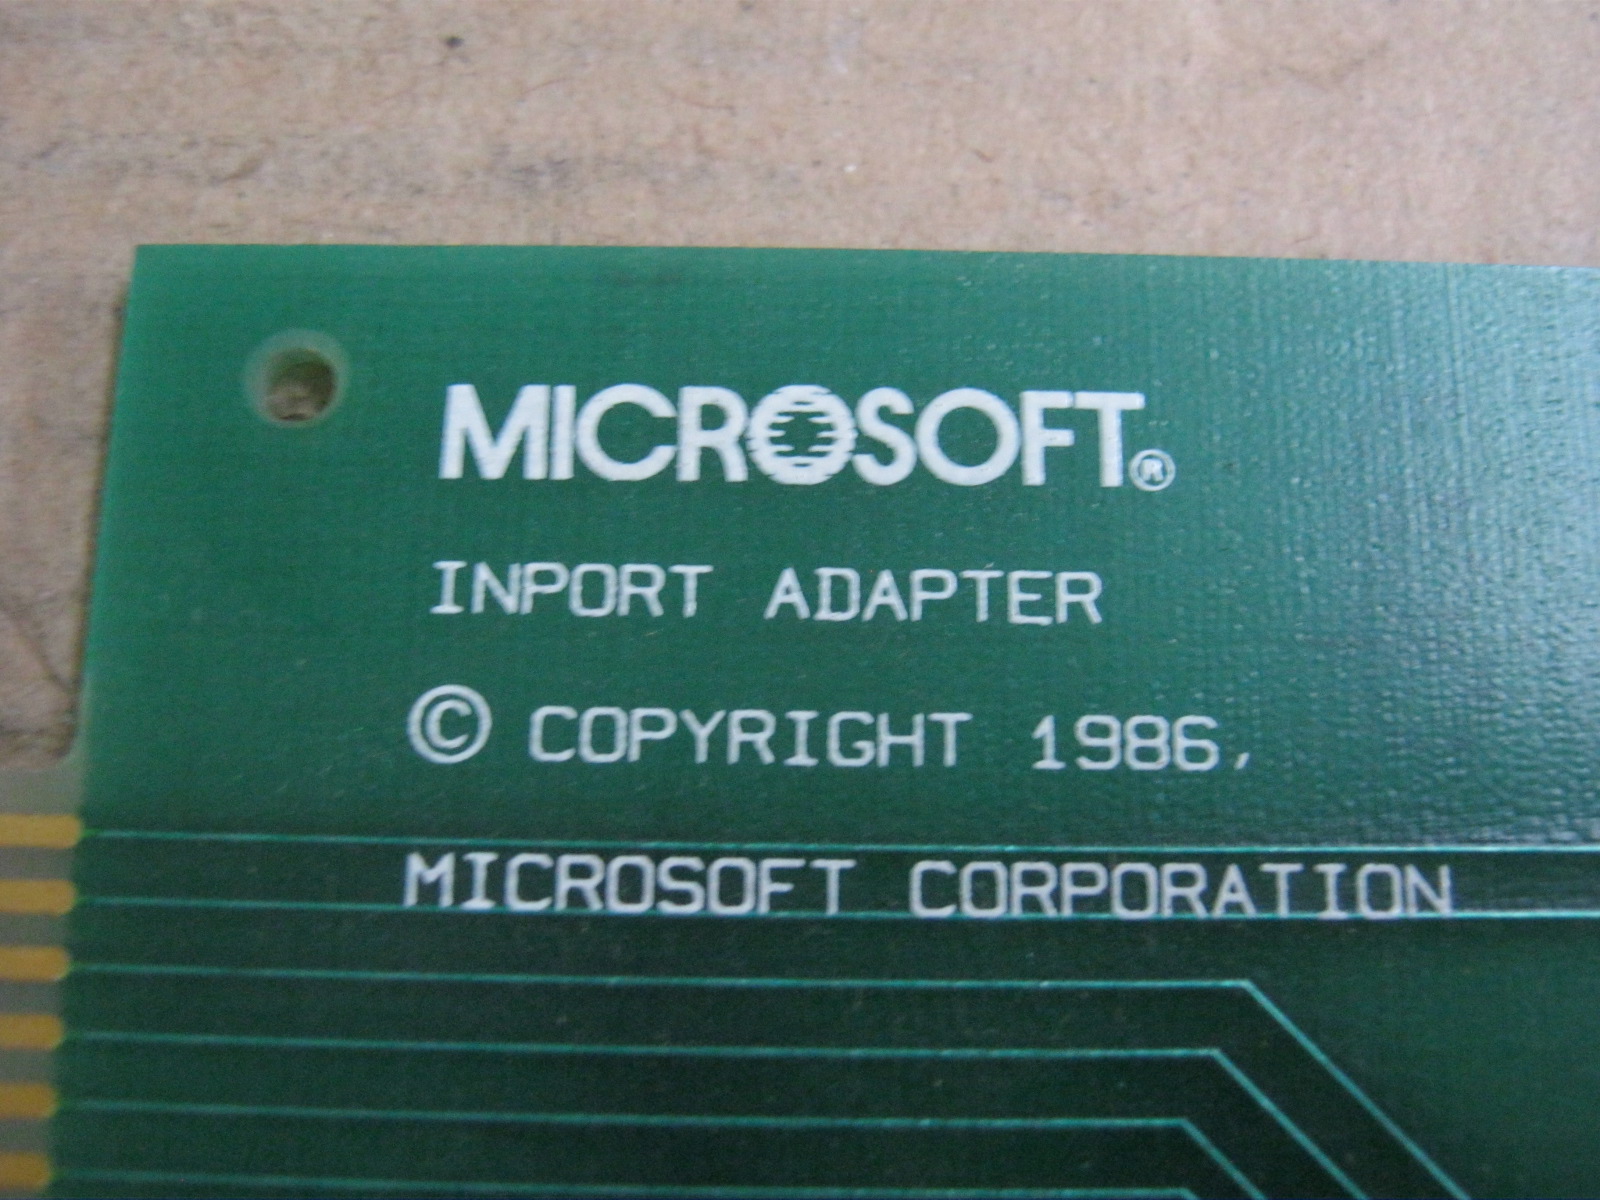 MICROSOFT®
INPORT ADAPTER
© COPYRIGHT 1986,
MICROSOFT CORPORATION